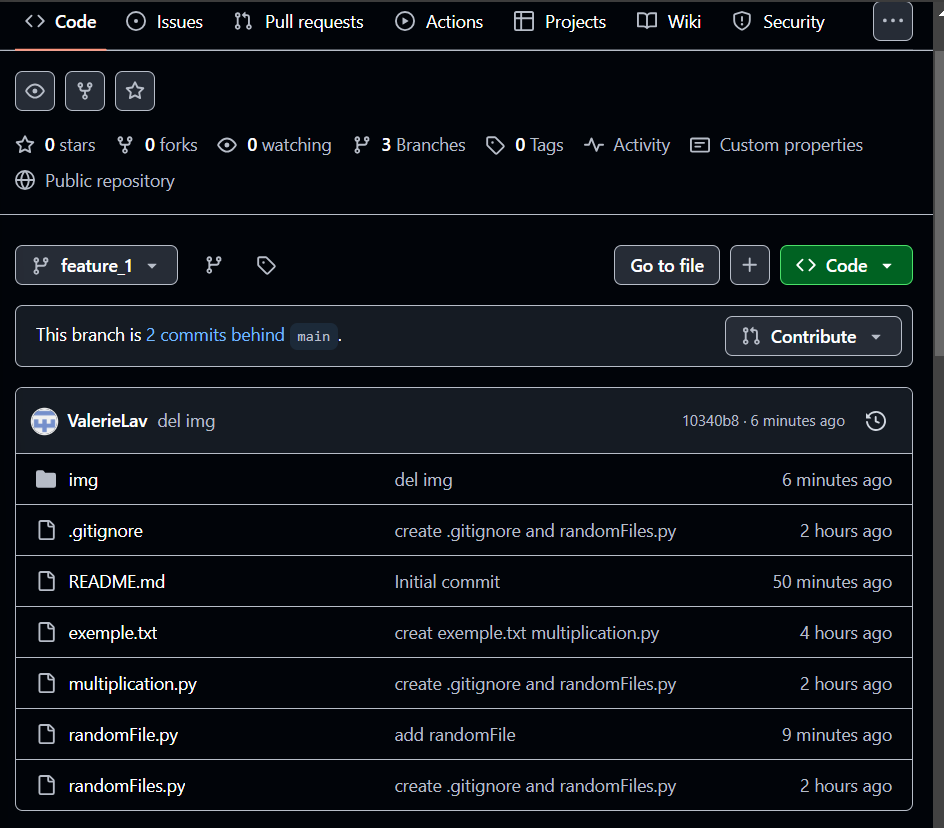 Code Issues Pull requests Actions Projects Wiki Security
0 stars 0 forks 0 watching 3 Branches 0 Tags Activity Custom properties
Public repository
feature_1 Go to file Code
This branch is 2 commits behind main .
Contribute
ValerieLav del img 10340b8 · 6 minutes ago
img del img 6 minutes ago
.gitignore create .gitignore and randomFiles.py 2 hours ago
README.md Initial commit 50 minutes ago
exemple.txt creat exemple.txt multiplication.py 4 hours ago
multiplication.py create .gitignore and randomFiles.py 2 hours ago
randomFile.py add randomFile 9 minutes ago
randomFiles.py create .gitignore and randomFiles.py 2 hours ago